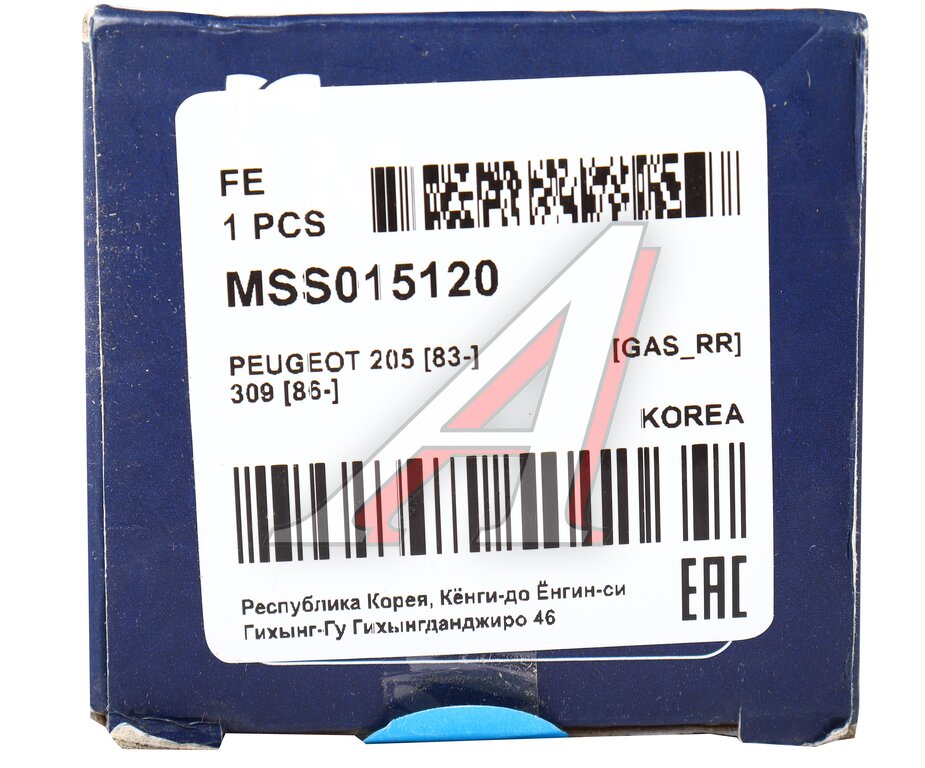 FE
1 PCS
MSS015120
PEUGEOT 205 [83-] [GAS_RR]
309 [86-]
KOREA
EAC
Республика Корея, Кёнги-до Ёнгин-си
Гихынг-Гу Гихынгданджиро 46